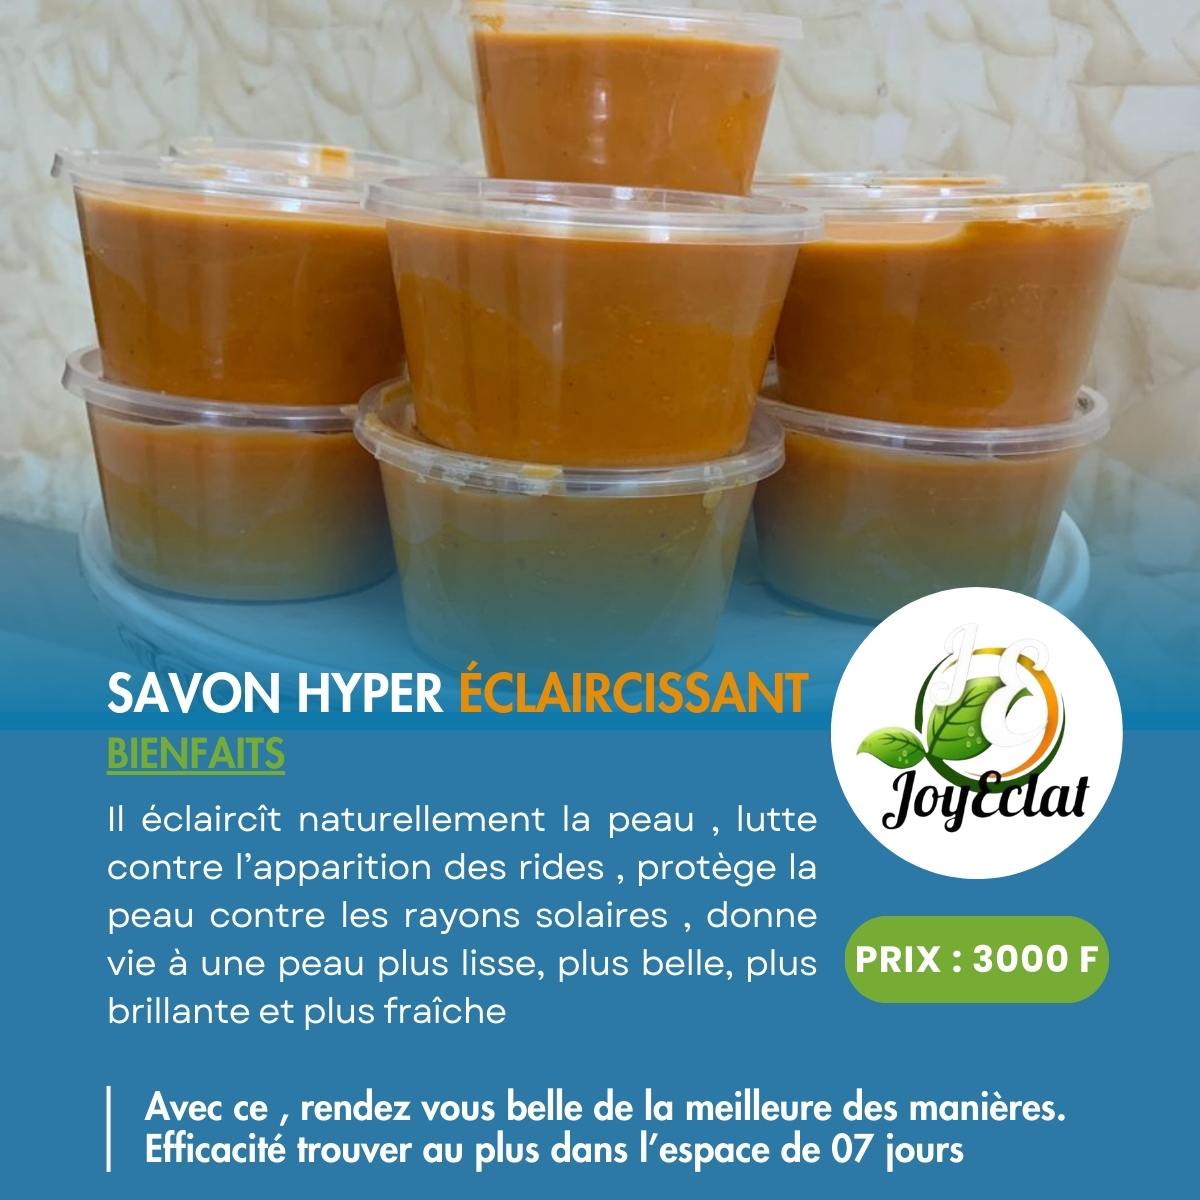 SAVON HYPER ÉCLAIRCISSANT
BIENFAITS
Il éclaircît naturellement la peau , lutte
contre l’apparition des rides , protège la
peau contre les rayons solaires , donne
vie à une peau plus lisse, plus belle, plus
brillante et plus fraîche
JE
JoyEclat
PRIX : 3000 F
Avec ce , rendez vous belle de la meilleure des manières.
Efficacité trouver au plus dans l’espace de 07 jours